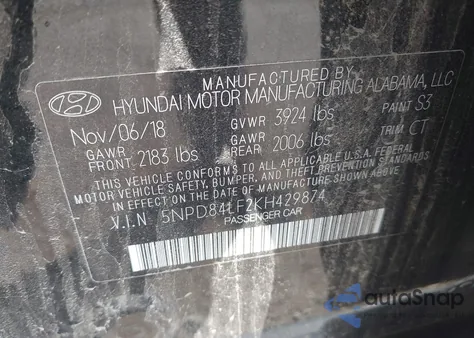 MANUFACTURED BY
HYUNDAI MOTOR MANUFACTURING ALABAMA, LLC
Nov/06/18 GVWR 3924 lbs PAINT S3
GAWR FRONT 2183 lbs GAWR REAR 2006 lbs TRIM CT
THIS VEHICLE CONFORMS TO ALL APPLICABLE U.S.A. FEDERAL
MOTOR VEHICLE SAFETY, BUMPER, AND THEFT PREVENTION STANDARDS
IN EFFECT ON THE DATE OF MANUFACTURE SHOWN ABOVE.
V.I.N 5NPD84LF2KH429874
PASSENGER CAR
autoSnap